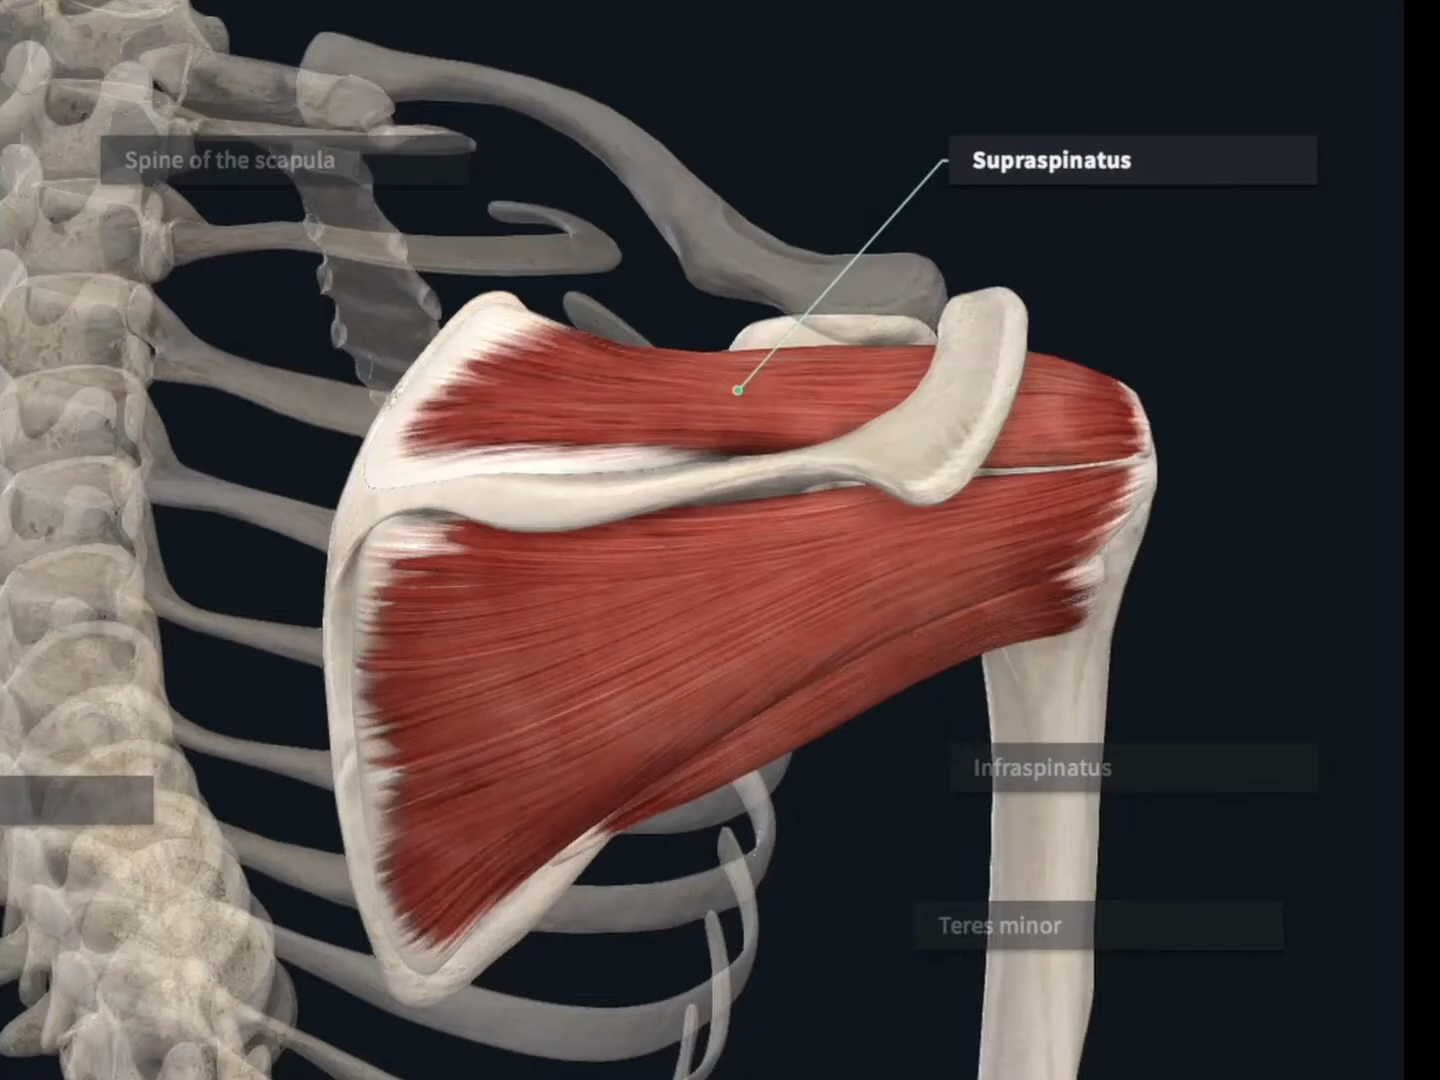 Spine of the scapula
Supraspinatus
Infraspinatus
Teres minor